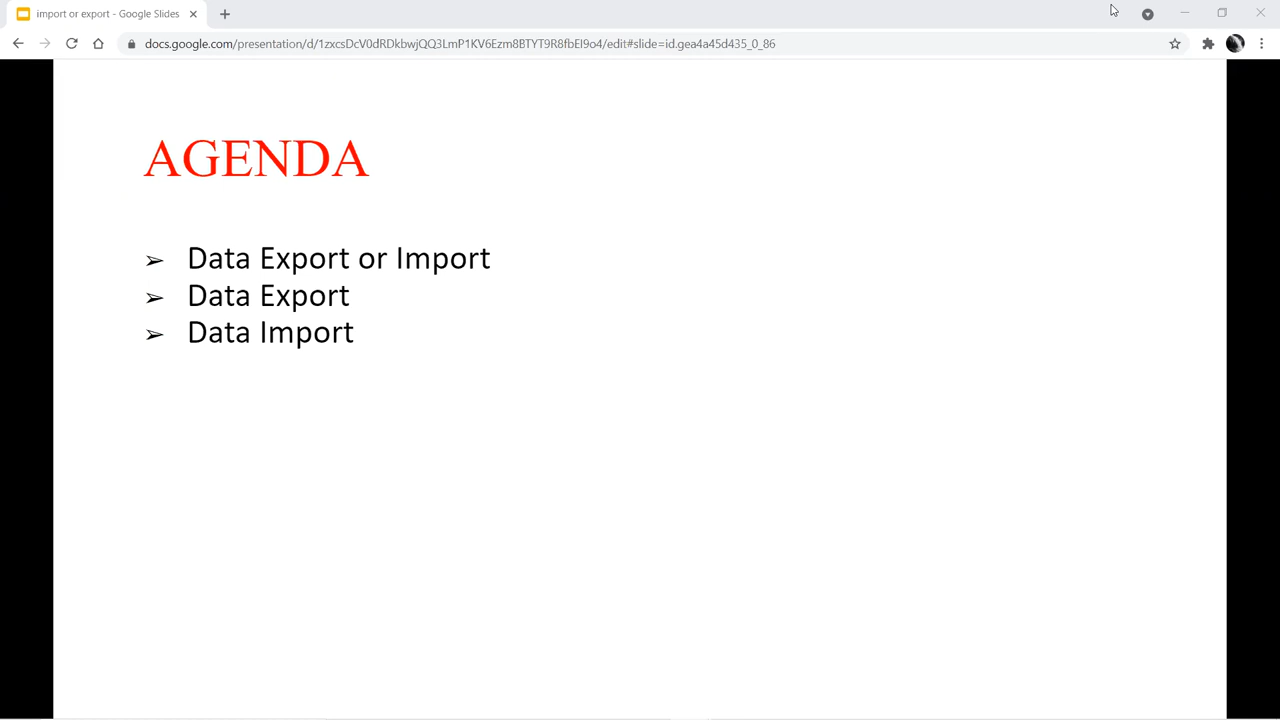 import or export - Google Slides
docs.google.com/presentation/d/1zxcsDcV0dRDkbwjQQ3LmP1KV6Ezm8BTYT9R8fbEI9o4/edit#slide=id.gea4a45d435_0_86
AGENDA
➢ Data Export or Import
➢ Data Export
➢ Data Import